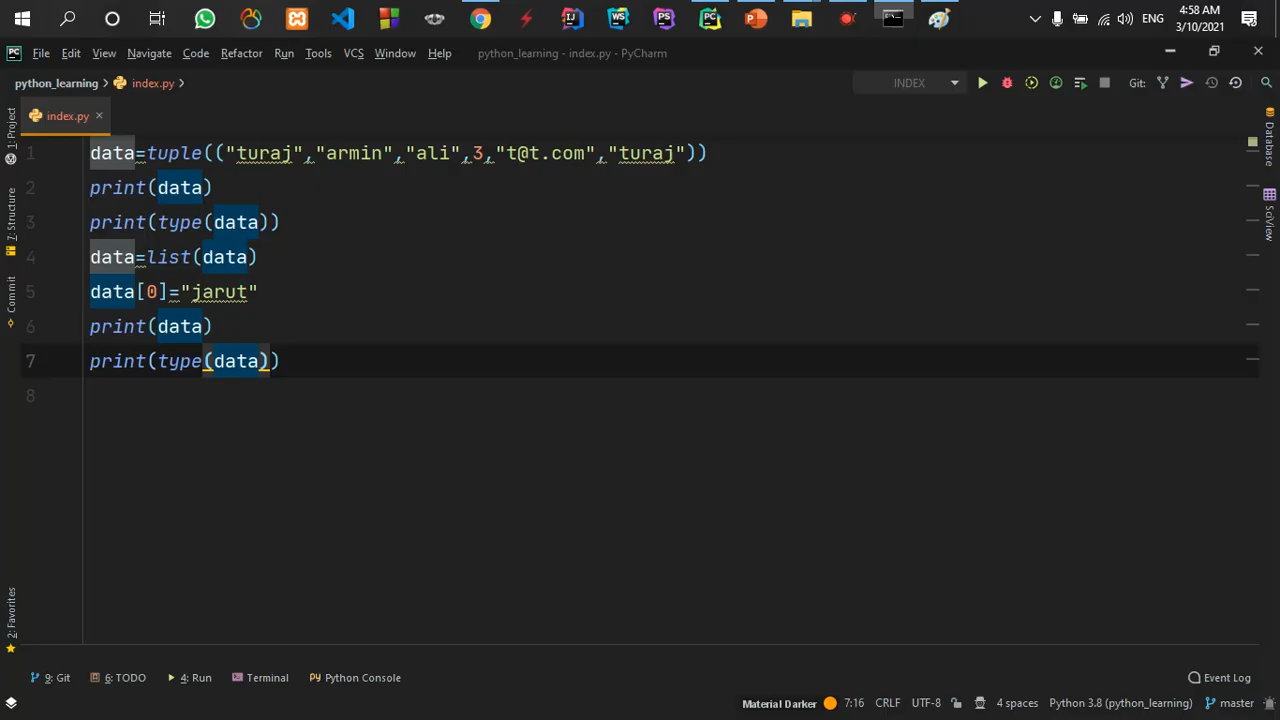 ENG
4:58 AM
3/10/2021
PC File Edit View Navigate Code Refactor Run Tools VCS Window Help python_learning - index.py - PyCharm
python_learning index.py INDEX Git:
1: Project
index.py
1 data=tuple(("turaj","armin","ali",3,"t@t.com","turaj"))
2 print(data)
3 print(type(data))
4 data=list(data)
5 data[0]="jarut"
6 print(data)
7 print(type(data))
8
7: Structure
Commit
2: Favorites
Database
SciView
9: Git 6: TODO 4: Run Terminal Python Console Event Log
Material Darker 7:16 CRLF UTF-8 4 spaces Python 3.8 (python_learning) master